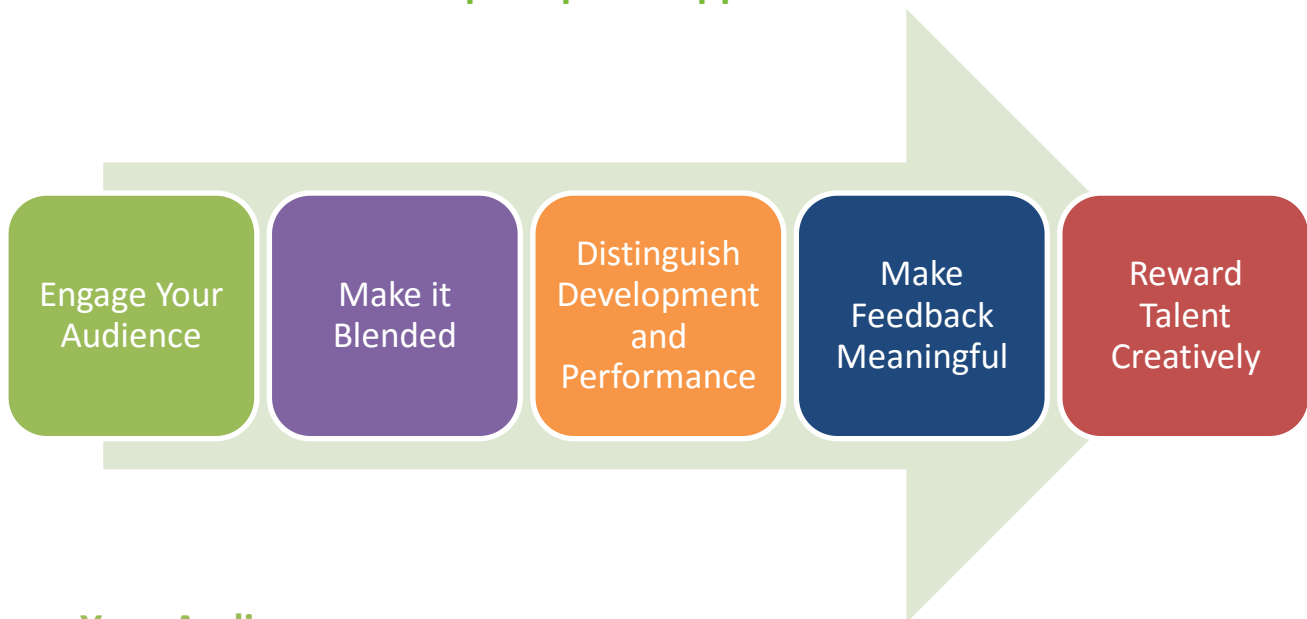 Engage Your
Audience
Make it
Blended
Distinguish
Development
and
Performance
Make
Feedback
Meaningful
Reward
Talent
Creatively